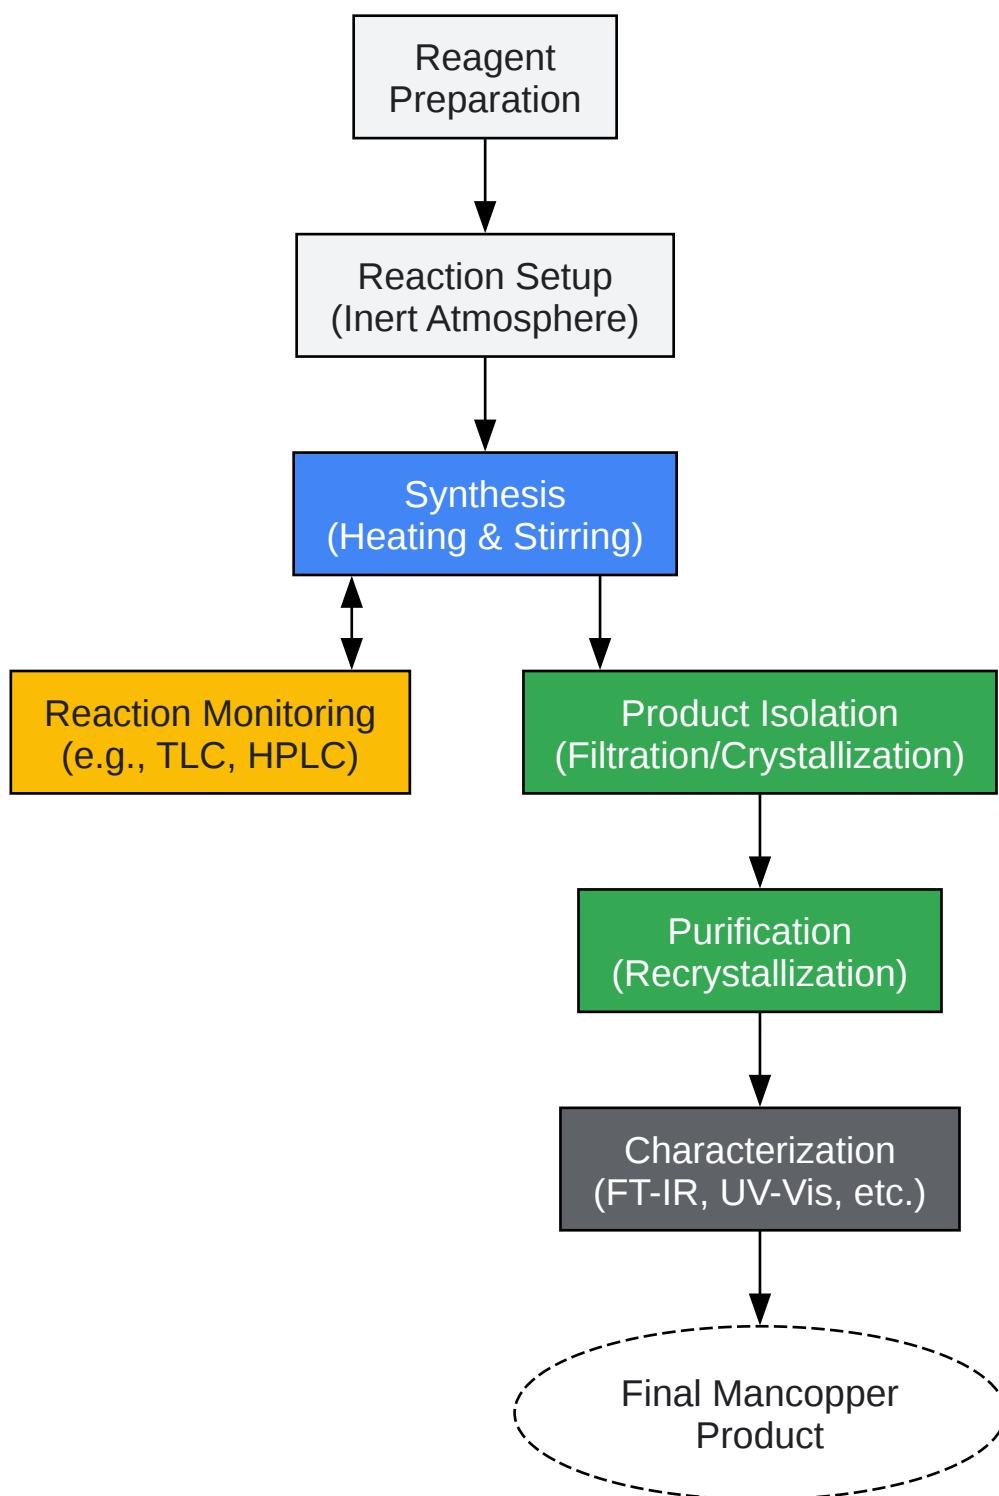 Reagent
Preparation
Reaction Setup
(Inert Atmosphere)
Synthesis
(Heating & Stirring)
Reaction Monitoring
(e.g., TLC, HPLC)
Product Isolation
(Filtration/Crystallization)
Purification
(Recrystallization)
Characterization
(FT-IR, UV-Vis, etc.)
Final Mancopper
Product